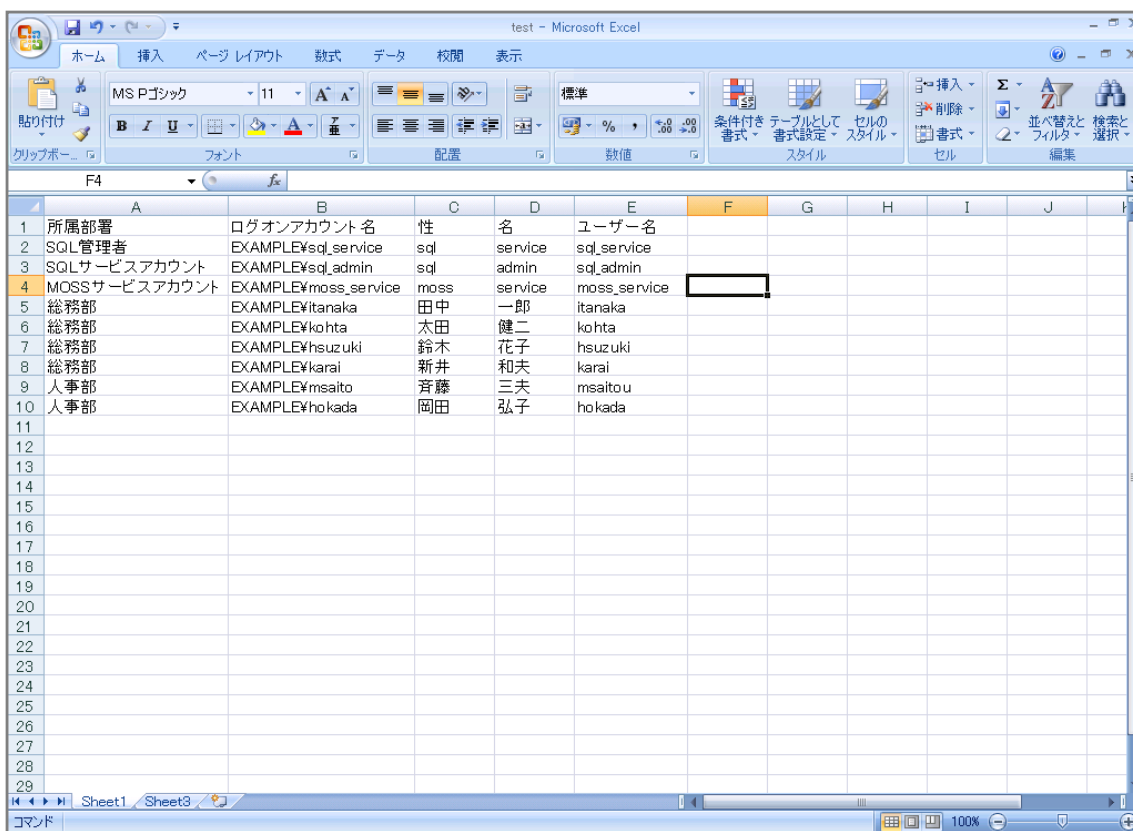 test - Microsoft Excel
ホーム 挿入 ページ レイアウト 数式 データ 校閲 表示
貼り付け
クリップボー...
MS Pゴシック 11 A A
B I U A
フォント
配置
標準
% , .0 .00 .00 .0
数値
条件付き書式 テーブルとして書式設定 セルのスタイル
スタイル
挿入
削除
書式
セル
Σ 並べ替えとフィルタ 検索と選択
編集
F4 fx
A B C D E F G H I J
1 所属部署 ログオンアカウント名 性 名 ユーザー名
2 SQL管理者 EXAMPLE¥sql_service sql service sql_service
3 SQLサービスアカウント EXAMPLE¥sql_admin sql admin sql_admin
4 MOSSサービスアカウント EXAMPLE¥moss_service moss service moss_service
5 総務部 EXAMPLE¥itanaka 田中 一郎 itanaka
6 総務部 EXAMPLE¥kohta 太田 健二 kohta
7 総務部 EXAMPLE¥hsuzuki 鈴木 花子 hsuzuki
8 総務部 EXAMPLE¥karai 新井 和夫 karai
9 人事部 EXAMPLE¥msaito 斉藤 三夫 msaitou
10 人事部 EXAMPLE¥hokada 岡田 弘子 hokada
11
12
13
14
15
16
17
18
19
20
21
22
23
24
25
26
27
28
29
Sheet1 Sheet3
コマンド 100%